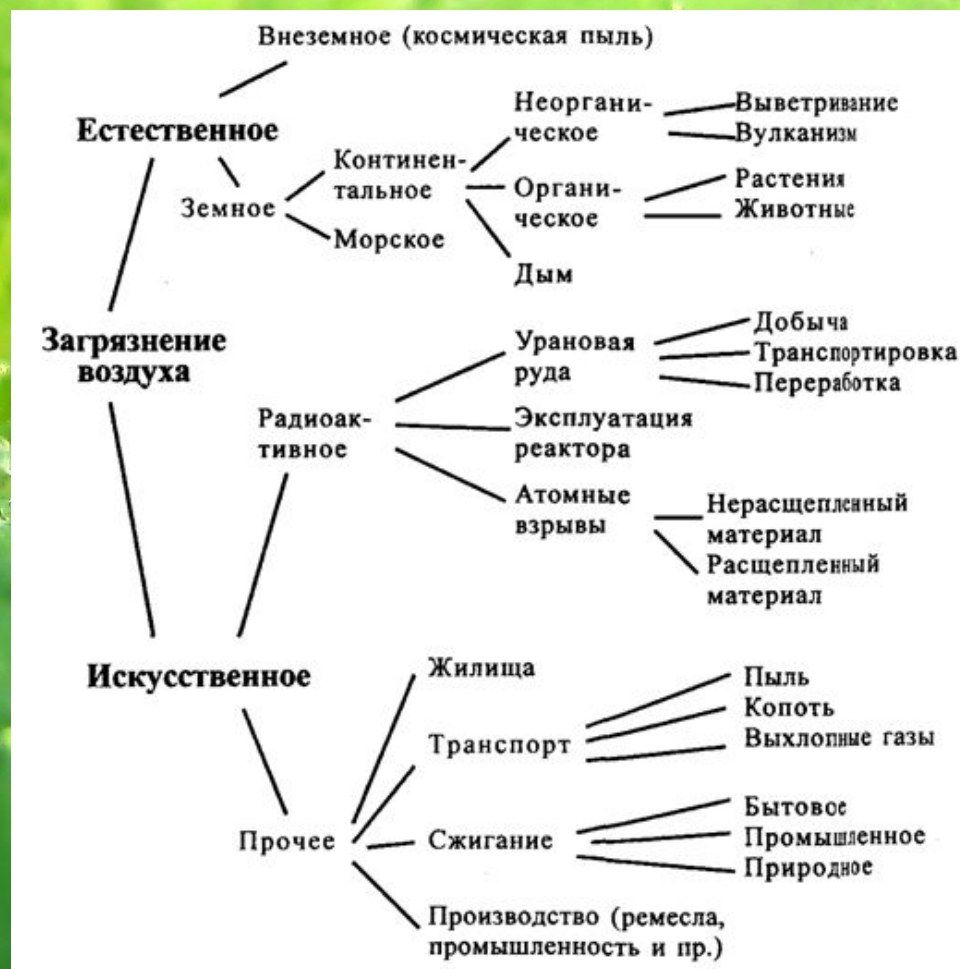 Внеземное (космическая пыль)
Естественное
Неоргани-
ческое
Выветривание
Вулканизм
Континен-
тальное
Земное
Органи-
ческое
Растения
Животные
Морское
Дым
Загрязнение
воздуха
Урановая
руда
Добыча
Транспортировка
Переработка
Радиоак-
тивное
Эксплуатация
реактора
Атомные
взрывы
Нерасщепленный
материал
Расщепленный
материал
Искусственное
Жилища
Транспорт
Пыль
Копоть
Выхлопные газы
Прочее
Сжигание
Бытовое
Промышленное
Природное
Производство (ремесла,
промышленность и пр.)